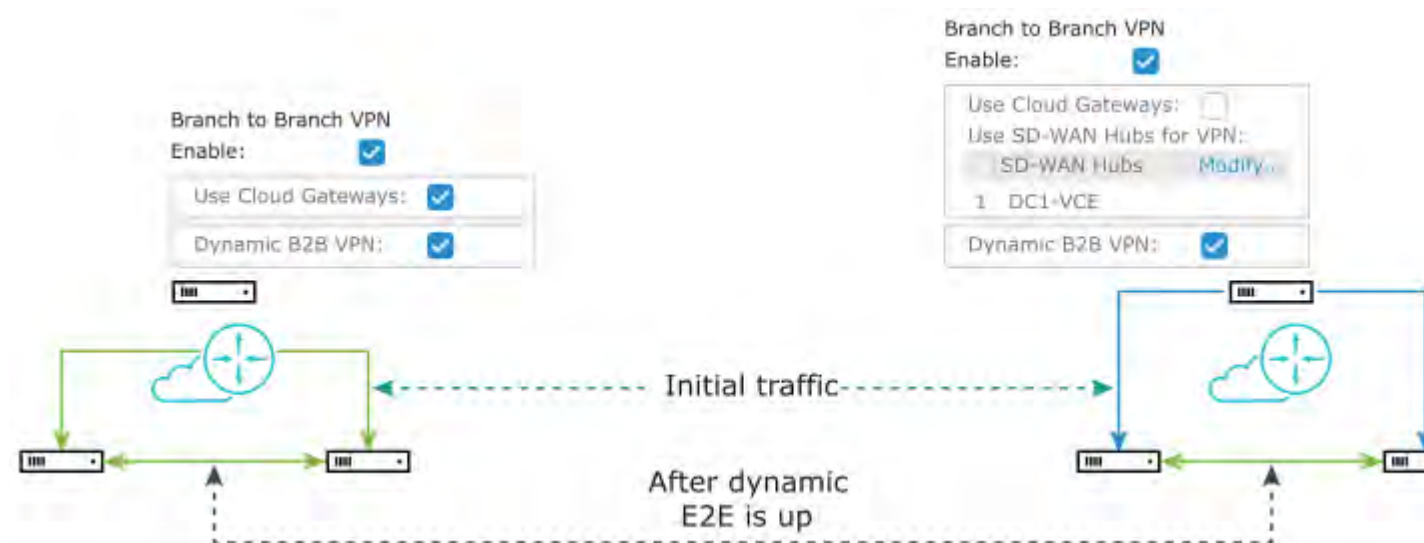 Branch to Branch VPN
Enable:
Use Cloud Gateways:
Dynamic B2B VPN:
Branch to Branch VPN
Enable:
Use Cloud Gateways:
Use SD-WAN Hubs for VPN:
SD-WAN Hubs Modify...
1 DC1-VCE
Dynamic B2B VPN:
Initial traffic
After dynamic
E2E is up